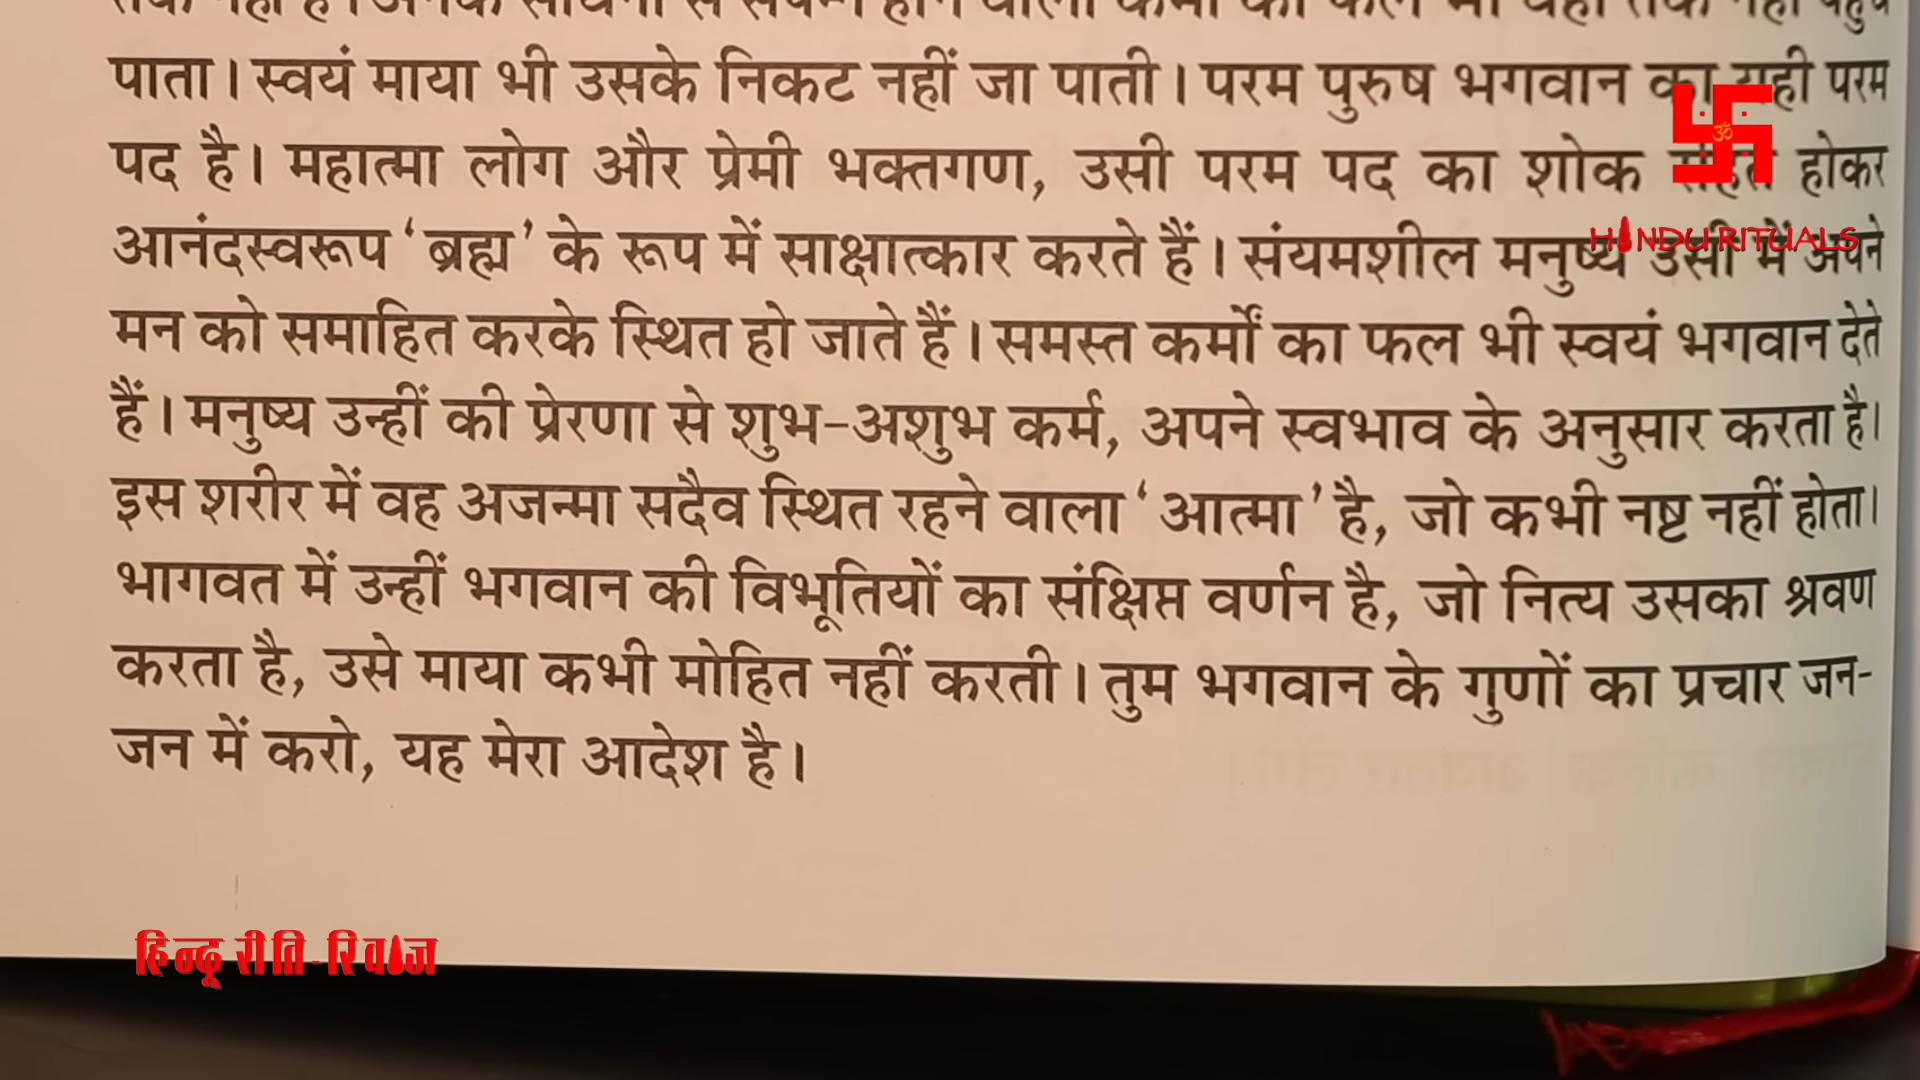 पाता। स्वयं माया भी उसके निकट नहीं जा पाती। परम पुरुष भगवान का यही परम
पद है। महात्मा लोग और प्रेमी भक्तगण, उसी परम पद का शोक रहित होकर
आनंदस्वरूप ‘ब्रह्म’ के रूप में साक्षात्कार करते हैं। संयमशील मनुष्य उसी में अपने
मन को समाहित करके स्थित हो जाते हैं। समस्त कर्मों का फल भी स्वयं भगवान देते
हैं। मनुष्य उन्हीं की प्रेरणा से शुभ-अशुभ कर्म, अपने स्वभाव के अनुसार करता है।
इस शरीर में वह अजन्मा सदैव स्थित रहने वाला ‘आत्मा’ है, जो कभी नष्ट नहीं होता।
भागवत में उन्हीं भगवान की विभूतियों का संक्षिप्त वर्णन है, जो नित्य उसका श्रवण
करता है, उसे माया कभी मोहित नहीं करती। तुम भगवान के गुणों का प्रचार जन-
जन में करो, यह मेरा आदेश है।
ॐ
HINDU RITUALS
हिन्दू रीति-रिवाज